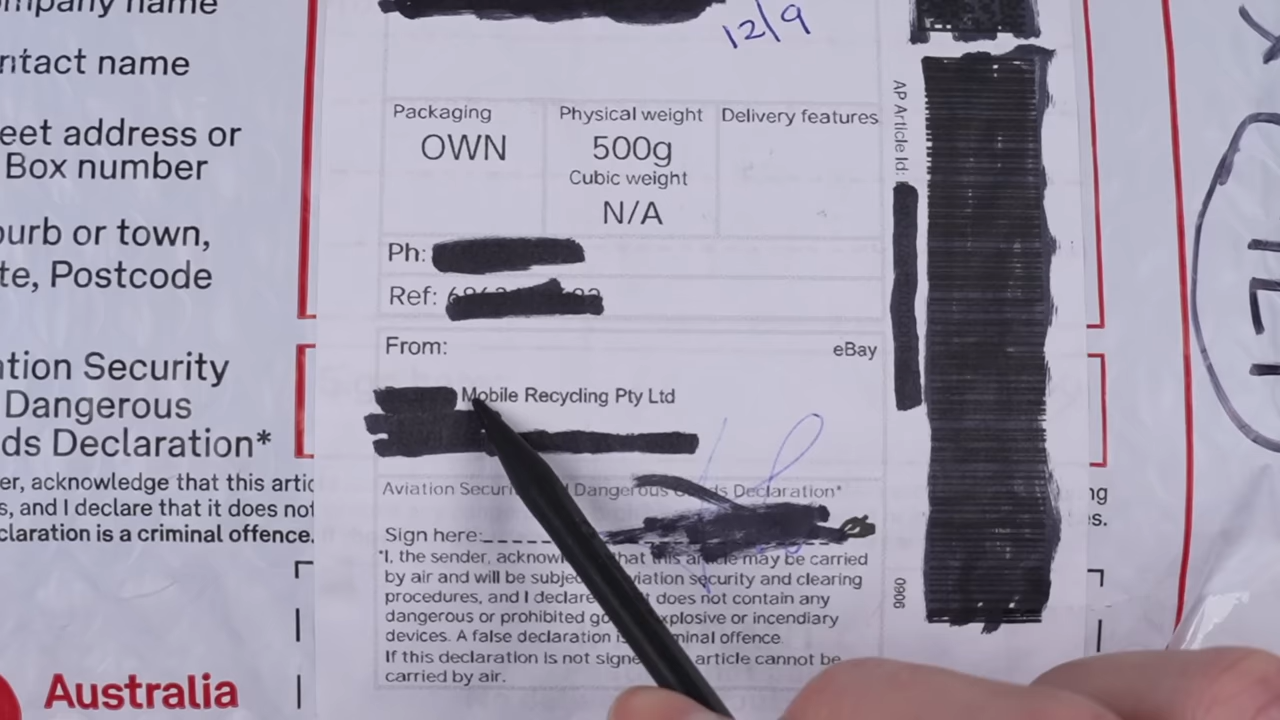 ompany name
ntact name
eet address or
Box number
burb or town,
te, Postcode
ation Security
Dangerous
ds Declaration*
er, acknowledge that this artic
s, and I declare that it does not
claration is a criminal offence.
Australia
12/9
Packaging
OWN
Physical weight
500g
Cubic weight
N/A
Delivery features
Ph:
Ref:
From:
eBay
Mobile Recycling Pty Ltd
Aviation Securi Dangerous Declaration*
Sign here:
*I, the sender, acknow that this article may be carried
by air and will be subje viation security and clearing
procedures, and I declare does not contain any
dangerous or prohibited go xplosive or incendiary
devices. A false declaration is minal offence
If this declaration is not signe article cannot be
carried by air.
AP Article Id:
0906
ng
s.